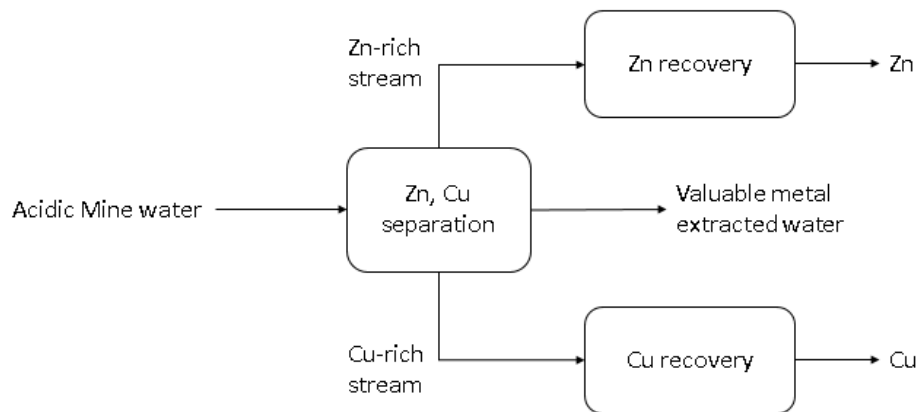 Zn-rich
stream
Zn recovery
Zn
Acidic Mine water
Zn, Cu
separation
Valuable metal
extracted water
Cu-rich
stream
Cu recovery
Cu